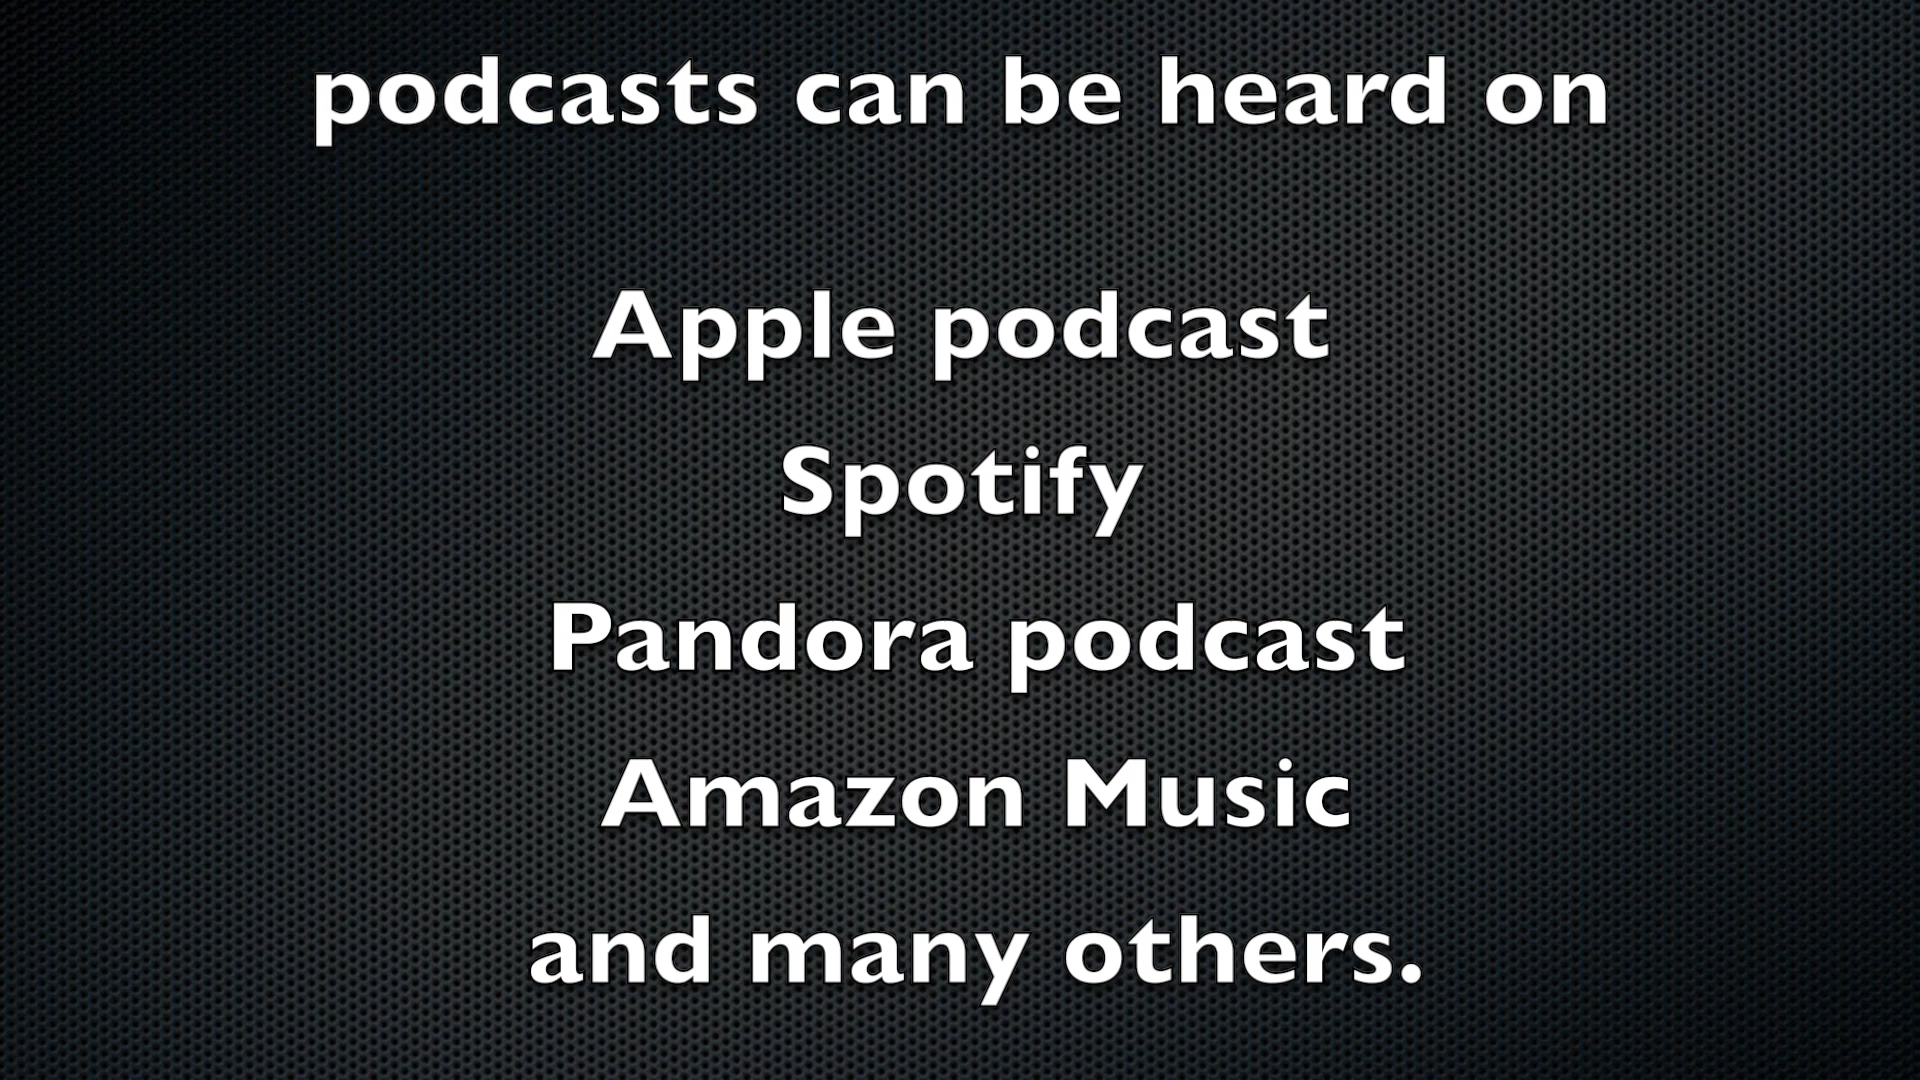 podcasts can be heard on
Apple podcast
Spotify
Pandora podcast
Amazon Music
and many others.